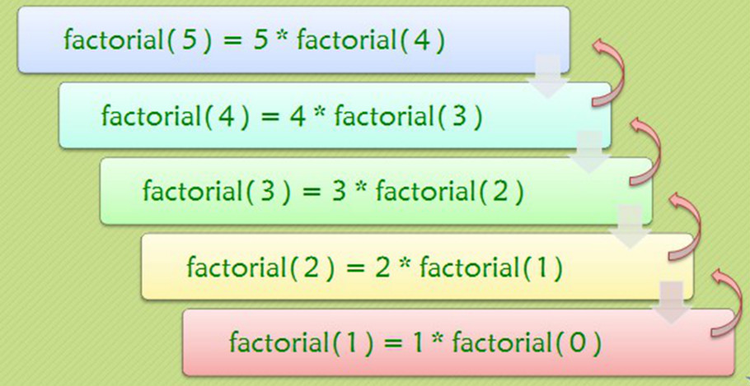 factorial(5) = 5 * factorial(4)
factorial(4) = 4 * factorial(3)
factorial(3) = 3 * factorial(2)
factorial(2) = 2 * factorial(1)
factorial(1) = 1 * factorial(0)